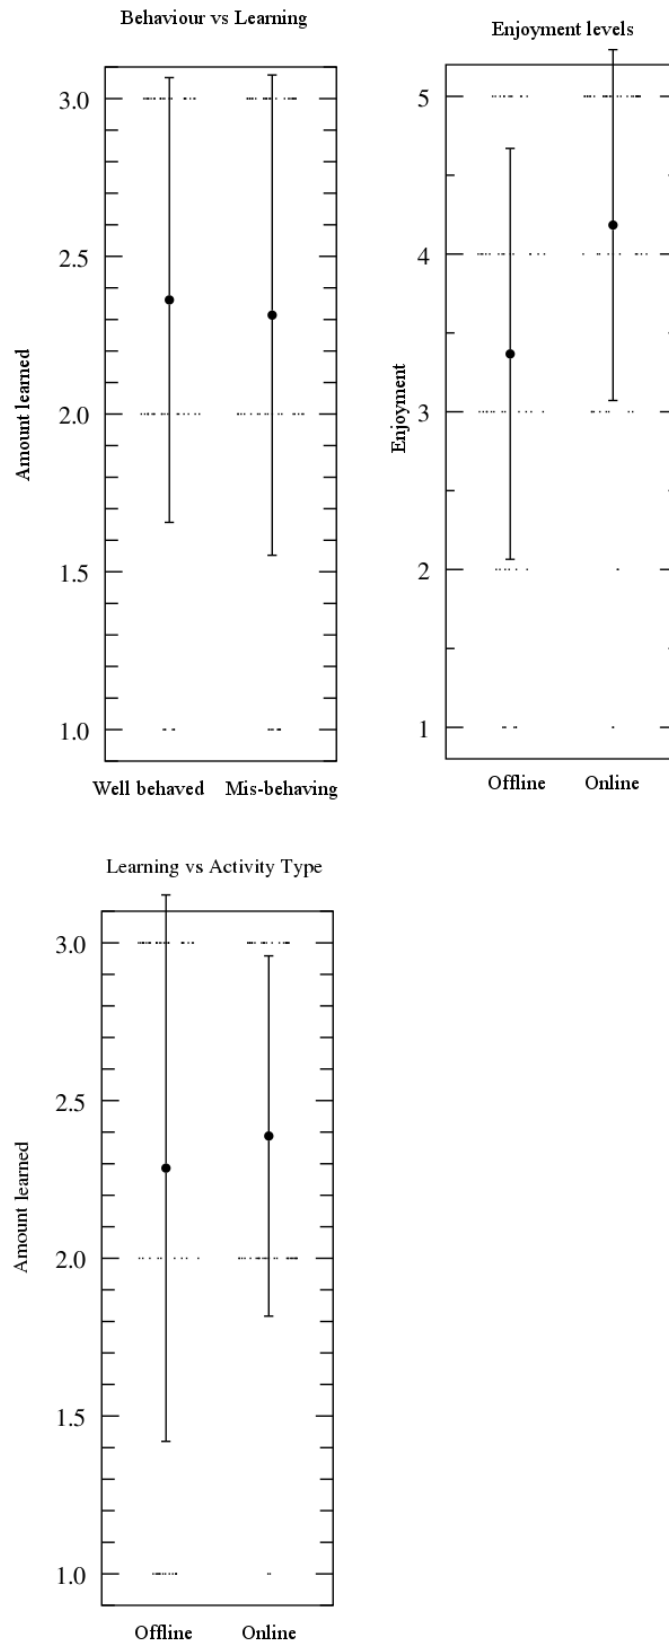 Behaviour vs Learning
3.0
2.5
2.0
1.5
1.0
Amount learned
Well behaved Mis-behaving
Enjoyment levels
5
4
3
2
1
Enjoyment
Offline Online
Learning vs Activity Type
3.0
2.5
2.0
1.5
1.0
Amount learned
Offline Online